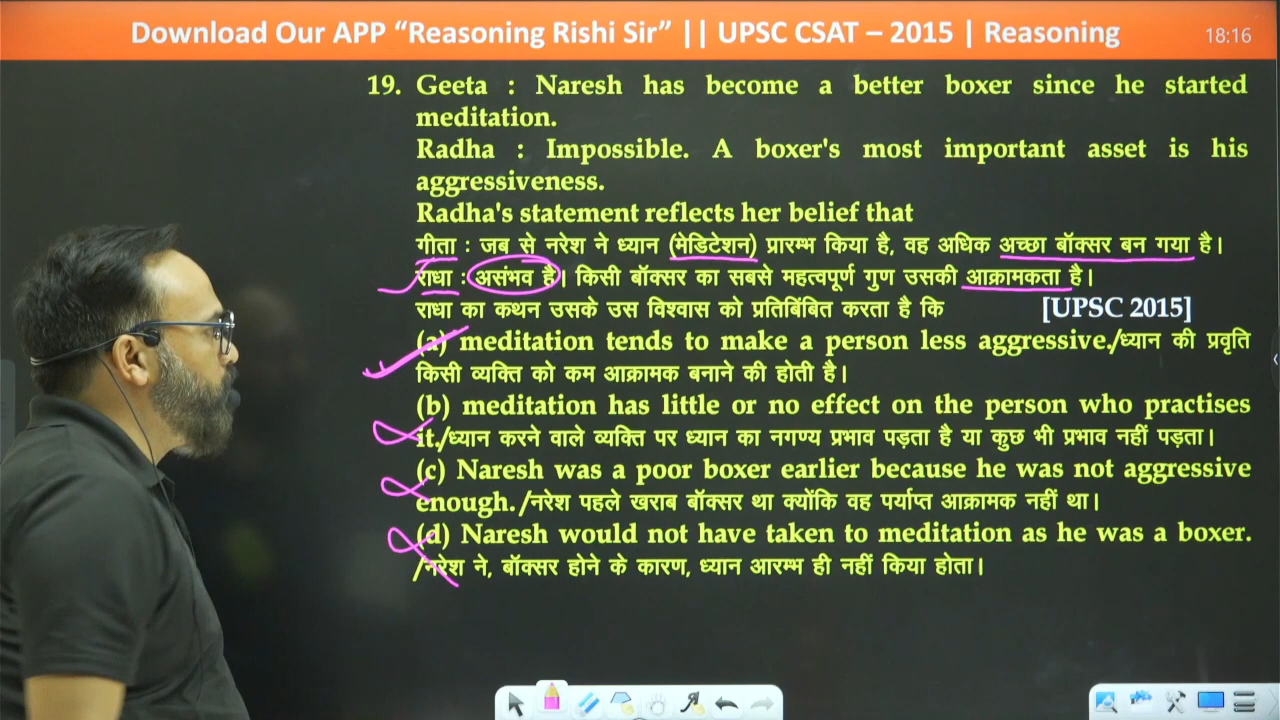 Download Our APP “Reasoning Rishi Sir” || UPSC CSAT – 2015 | Reasoning
18:16
19. Geeta : Naresh has become a better boxer since he started
meditation.
Radha : Impossible. A boxer's most important asset is his
aggressiveness.
Radha's statement reflects her belief that
गीता : जब से नरेश ने ध्यान (मेडिटेशन) प्रारम्भ किया है, वह अधिक अच्छा बॉक्सर बन गया है।
राधा : असंभव है। किसी बॉक्सर का सबसे महत्वपूर्ण गुण उसकी आक्रामकता है।
राधा का कथन उसके उस विश्वास को प्रतिबिंबित करता है कि [UPSC 2015]
(a) meditation tends to make a person less aggressive./ध्यान की प्रवृति
किसी व्यक्ति को कम आक्रामक बनाने की होती है।
(b) meditation has little or no effect on the person who practises
it./ध्यान करने वाले व्यक्ति पर ध्यान का नगण्य प्रभाव पड़ता है या कुछ भी प्रभाव नहीं पड़ता।
(c) Naresh was a poor boxer earlier because he was not aggressive
enough./नरेश पहले खराब बॉक्सर था क्योंकि वह पर्याप्त आक्रामक नहीं था।
(d) Naresh would not have taken to meditation as he was a boxer.
/नरेश ने, बॉक्सर होने के कारण, ध्यान आरम्भ ही नहीं किया होता।